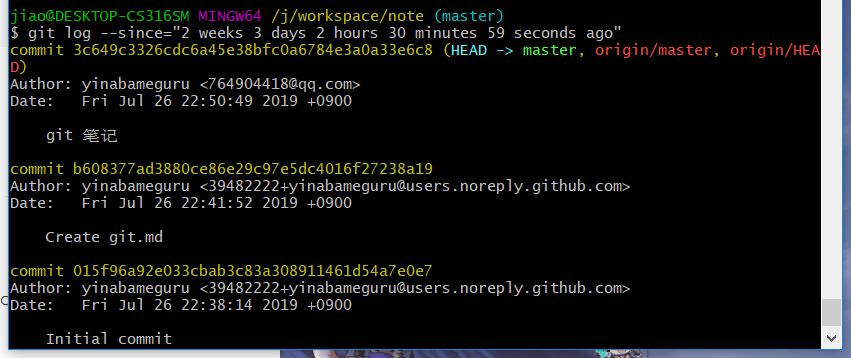 jiao@DESKTOP-CS316SM MINGW64 /j/workspace/note (master)
$ git log --since="2 weeks 3 days 2 hours 30 minutes 59 seconds ago"
commit 3c649c3326cdc6a45e38bfc0a6784e3a0a33e6c8 (HEAD -> master, origin/master, origin/HEA
D)
Author: yinabameguru <764904418@qq.com>
Date:   Fri Jul 26 22:50:49 2019 +0900
git 笔记
commit b608377ad3880ce86e29c97e5dc4016f27238a19
Author: yinabameguru <39482222+yinabameguru@users.noreply.github.com>
Date:   Fri Jul 26 22:41:52 2019 +0900
Create git.md
commit 015f96a92e033cbab3c83a308911461d54a7e0e7
Author: yinabameguru <39482222+yinabameguru@users.noreply.github.com>
Date:   Fri Jul 26 22:38:14 2019 +0900
Initial commit